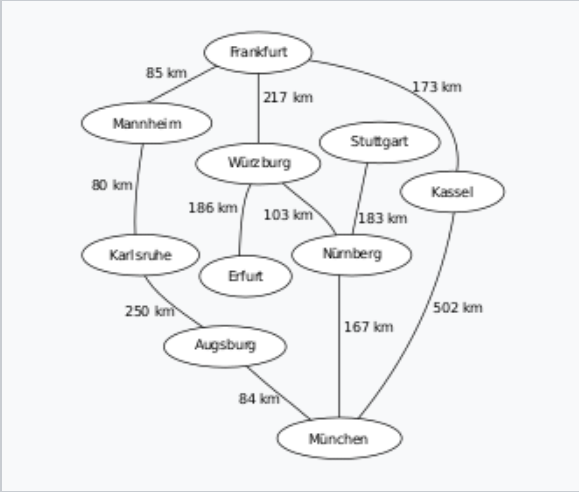 Frankfurt
85 km
173 km
217 km
Mannheim
Stuttgart
Würzburg
Kassel
80 km
186 km
103 km
183 km
Karlsruhe
Nürnberg
Erfurt
250 km
502 km
167 km
Augsburg
84 km
München